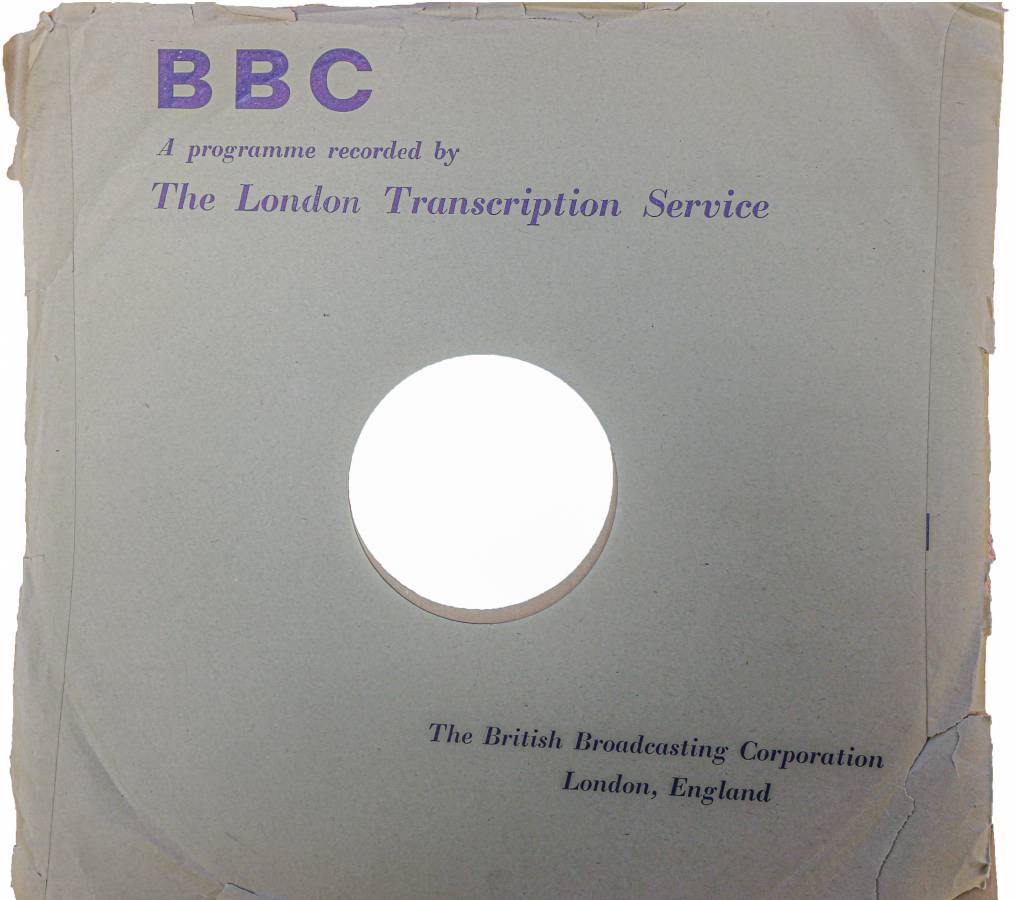 BBC
A programme recorded by
The London Transcription Service
The British Broadcasting Corporation
London, England